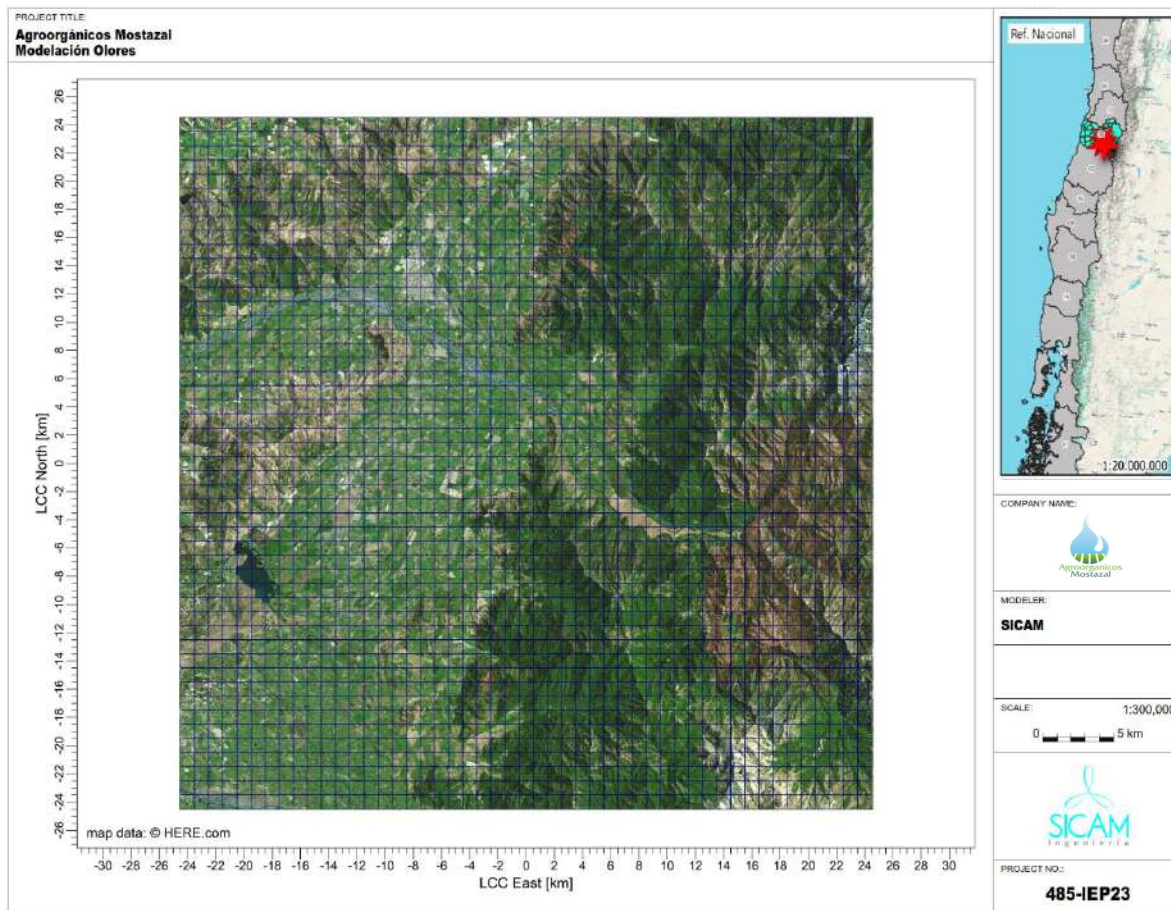 PROJECT TITLE:
Agroorgánicos Mostazal
Modelación Olores
26
24
22
20
18
16
14
12
10
8
6
4
2
0
-2
-4
-6
-8
-10
-12
-14
-16
-18
-20
-22
-24
-26
LCC North [km]
map data: © HERE.com
-30 -28 -26 -24 -22 -20 -18 -16 -14 -12 -10 -8 -6 -4 -2 0 2 4 6 8 10 12 14 16 18 20 22 24 26 28 30
LCC East [km]
Ref. Nacional
1:20.000.000
COMPANY NAME:
Agroorgánicos
Mostazal
MODELER:
SICAM
SCALE:
1:300,000
0 5 km
SICAM
Ingeniería
PROJECT NO.:
485-IEP23